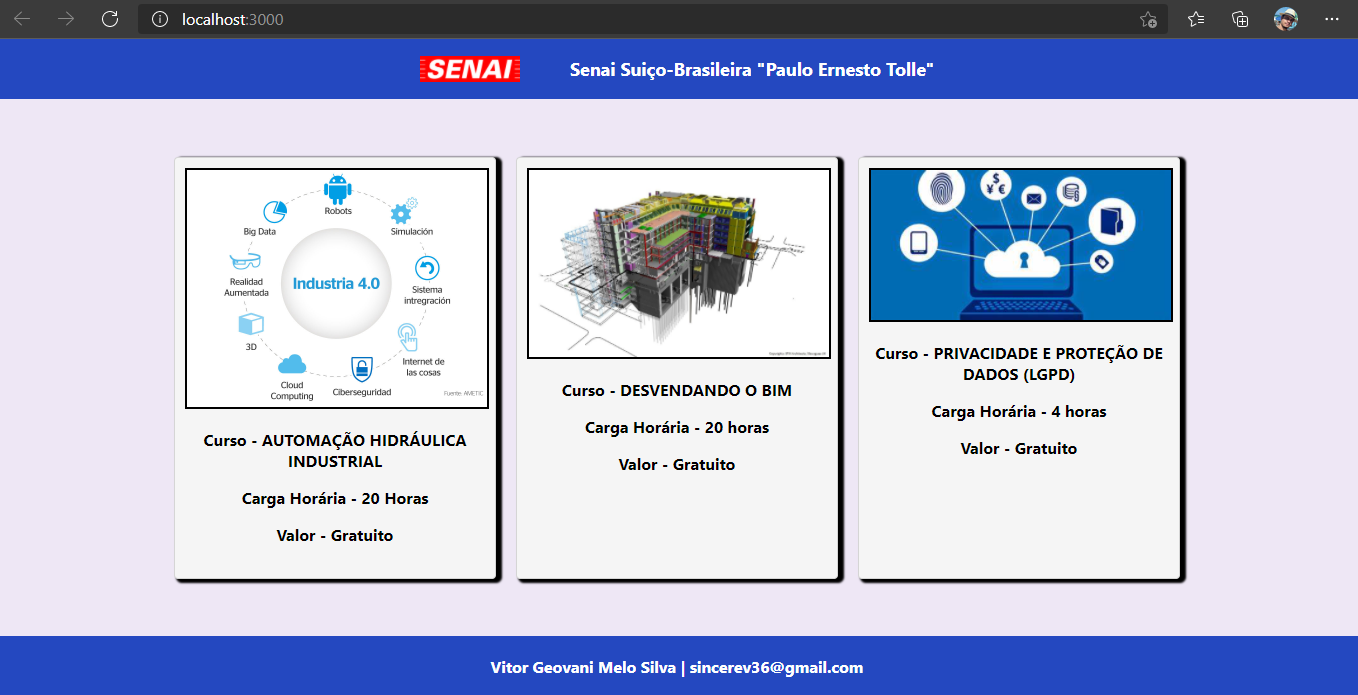 localhost:3000
SENAI
Senai Suiço-Brasileira "Paulo Ernesto Tolle"
Robots
Big Data
Simulación
Realidad
Aumentada
Industria 4.0
Sistema
intregración
3D
Internet de
las cosas
Cloud
Computing
Ciberseguridad
Fuente: AMETIC
Curso - AUTOMAÇÃO HIDRÁULICA
INDUSTRIAL
Carga Horária - 20 Horas
Valor - Gratuito
Curso - DESVENDANDO O BIM
Carga Horária - 20 horas
Valor - Gratuito
$
¥ €
Curso - PRIVACIDADE E PROTEÇÃO DE
DADOS (LGPD)
Carga Horária - 4 horas
Valor - Gratuito
Vitor Geovani Melo Silva | sincerev36@gmail.com